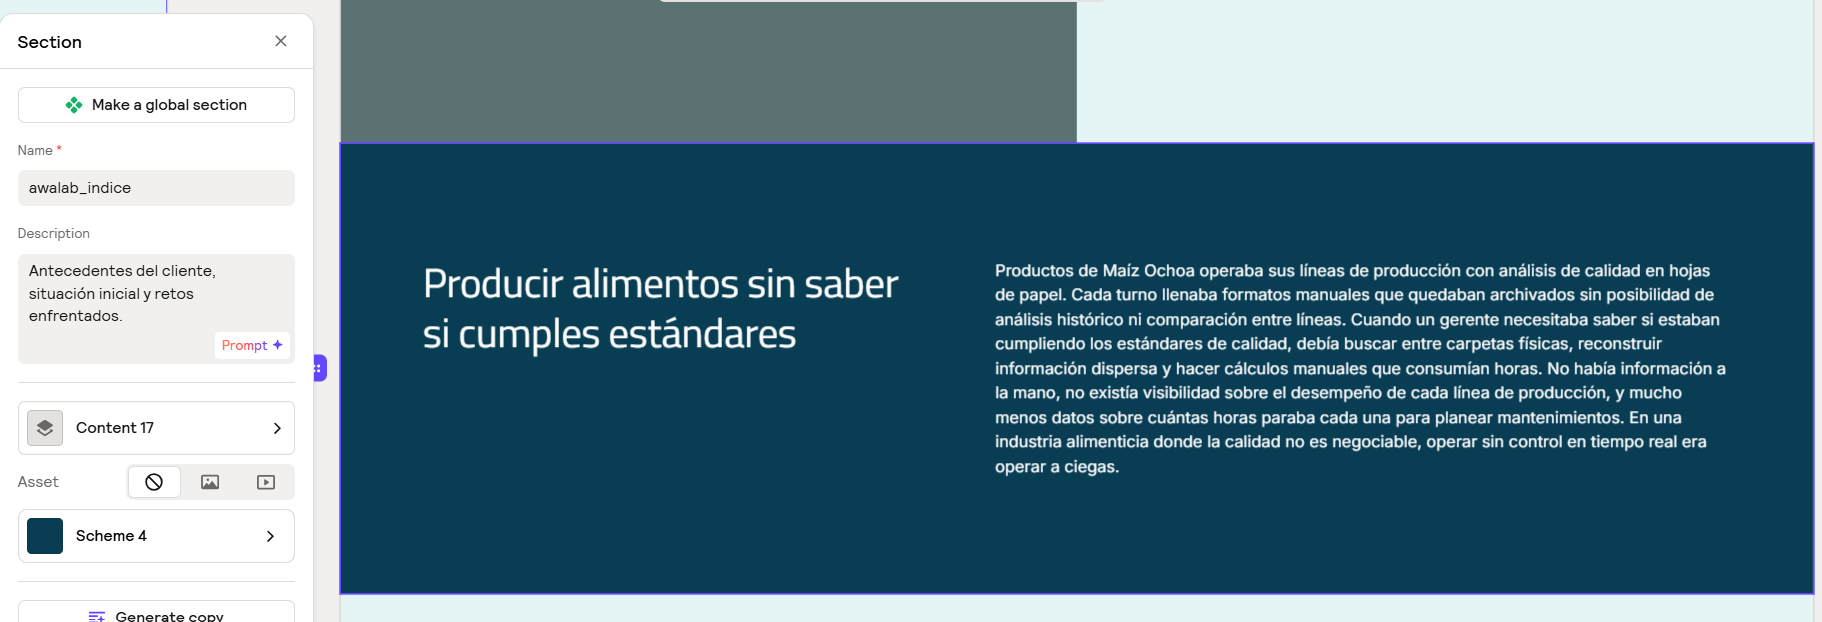 Section
Make a global section
Name *
awalab_indice
Description
Antecedentes del cliente,
situación inicial y retos
enfrentados.
Prompt
Content 17
Asset
Scheme 4
Generate copy
Producir alimentos sin saber
si cumples estándares
Productos de Maíz Ochoa operaba sus líneas de producción con análisis de calidad en hojas
de papel. Cada turno llenaba formatos manuales que quedaban archivados sin posibilidad de
análisis histórico ni comparación entre líneas. Cuando un gerente necesitaba saber si estaban
cumpliendo los estándares de calidad, debía buscar entre carpetas físicas, reconstruir
información dispersa y hacer cálculos manuales que consumían horas. No había información a
la mano, no existía visibilidad sobre el desempeño de cada línea de producción, y mucho
menos datos sobre cuántas horas paraba cada una para planear mantenimientos. En una
industria alimenticia donde la calidad no es negociable, operar sin control en tiempo real era
operar a ciegas.